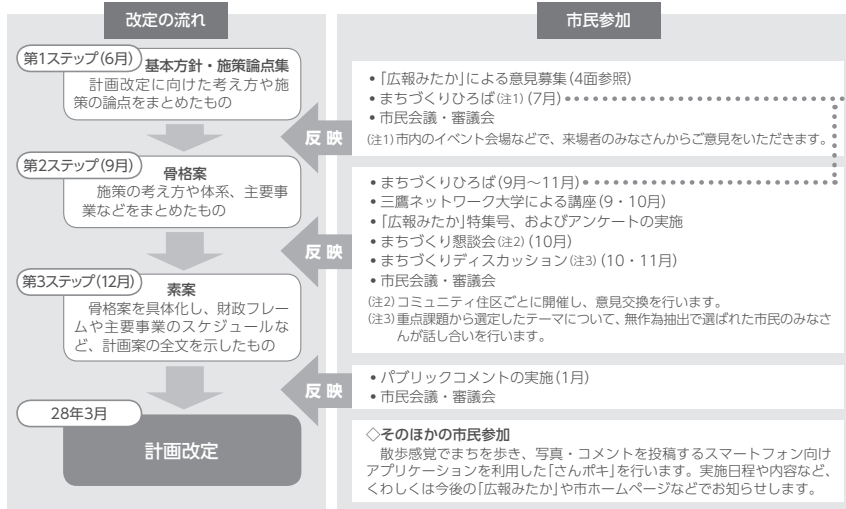 改定の流れ
第1ステップ(6月)
基本方針・施策論点集
計画改定に向けた考え方や施
策の論点をまとめたもの
第2ステップ(9月)
骨格案
施策の考え方や体系、主要事
業などをまとめたもの
第3ステップ(12月)
素案
骨格案を具体化し、財政フレー
ムや主要事業のスケジュールな
ど、計画案の全文を示したもの
28年3月
計画改定
反映
反映
反映
市民参加
•「広報みたか」による意見募集(4面参照)
•まちづくりひろば(注1)(7月)
•市民会議・審議会
(注1)市内のイベント会場などで、来場者のみなさんからご意見をいただきます。
•まちづくりひろば(9月〜11月)
•三鷹ネットワーク大学による講座(9・10月)
•「広報みたか」特集号、およびアンケートの実施
•まちづくり懇談会(注2)(10月)
•まちづくりディスカッション(注3)(10・11月)
•市民会議・審議会
(注2)コミュニティ住区ごとに開催し、意見交換を行います。
(注3)重点課題から選定したテーマについて、無作為抽出で選ばれた市民のみなさ
んが話し合いを行います。
•パブリックコメントの実施(1月)
•市民会議・審議会
◇そのほかの市民参加
散歩感覚でまちを歩き、写真・コメントを投稿するスマートフォン向け
アプリケーションを利用した「さんポキ」を行います。実施日程や内容など、
くわしくは今後の「広報みたか」や市ホームページなどでお知らせします。